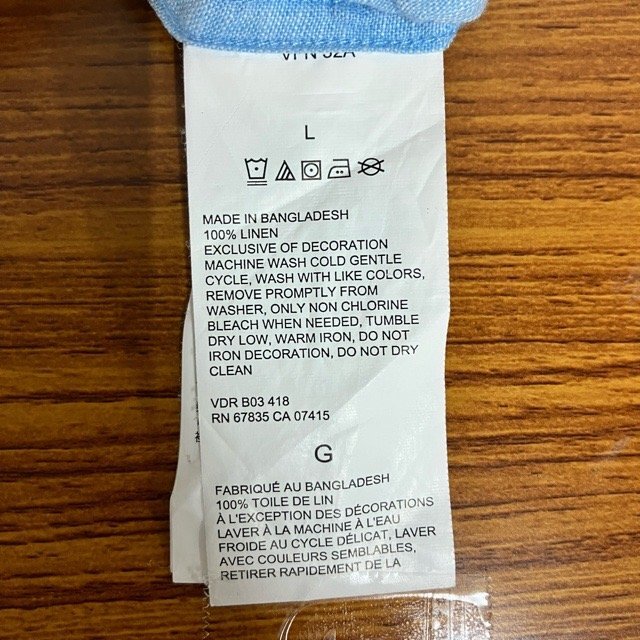 L
MADE IN BANGLADESH
100% LINEN
EXCLUSIVE OF DECORATION
MACHINE WASH COLD GENTLE
CYCLE, WASH WITH LIKE COLORS,
REMOVE PROMPTLY FROM
WASHER, ONLY NON CHLORINE
BLEACH WHEN NEEDED, TUMBLE
DRY LOW, WARM IRON, DO NOT
IRON DECORATION, DO NOT DRY
CLEAN
VDR B03 418
RN 67835 CA 07415
G
FABRIQUÉ AU BANGLADESH
100% TOILE DE LIN
À L'EXCEPTION DES DÉCORATIONS
LAVER À LA MACHINE À L'EAU
FROIDE AU CYCLE DÉLICAT, LAVER
AVEC COULEURS SEMBLABLES,
RETIRER RAPIDEMENT DE LA